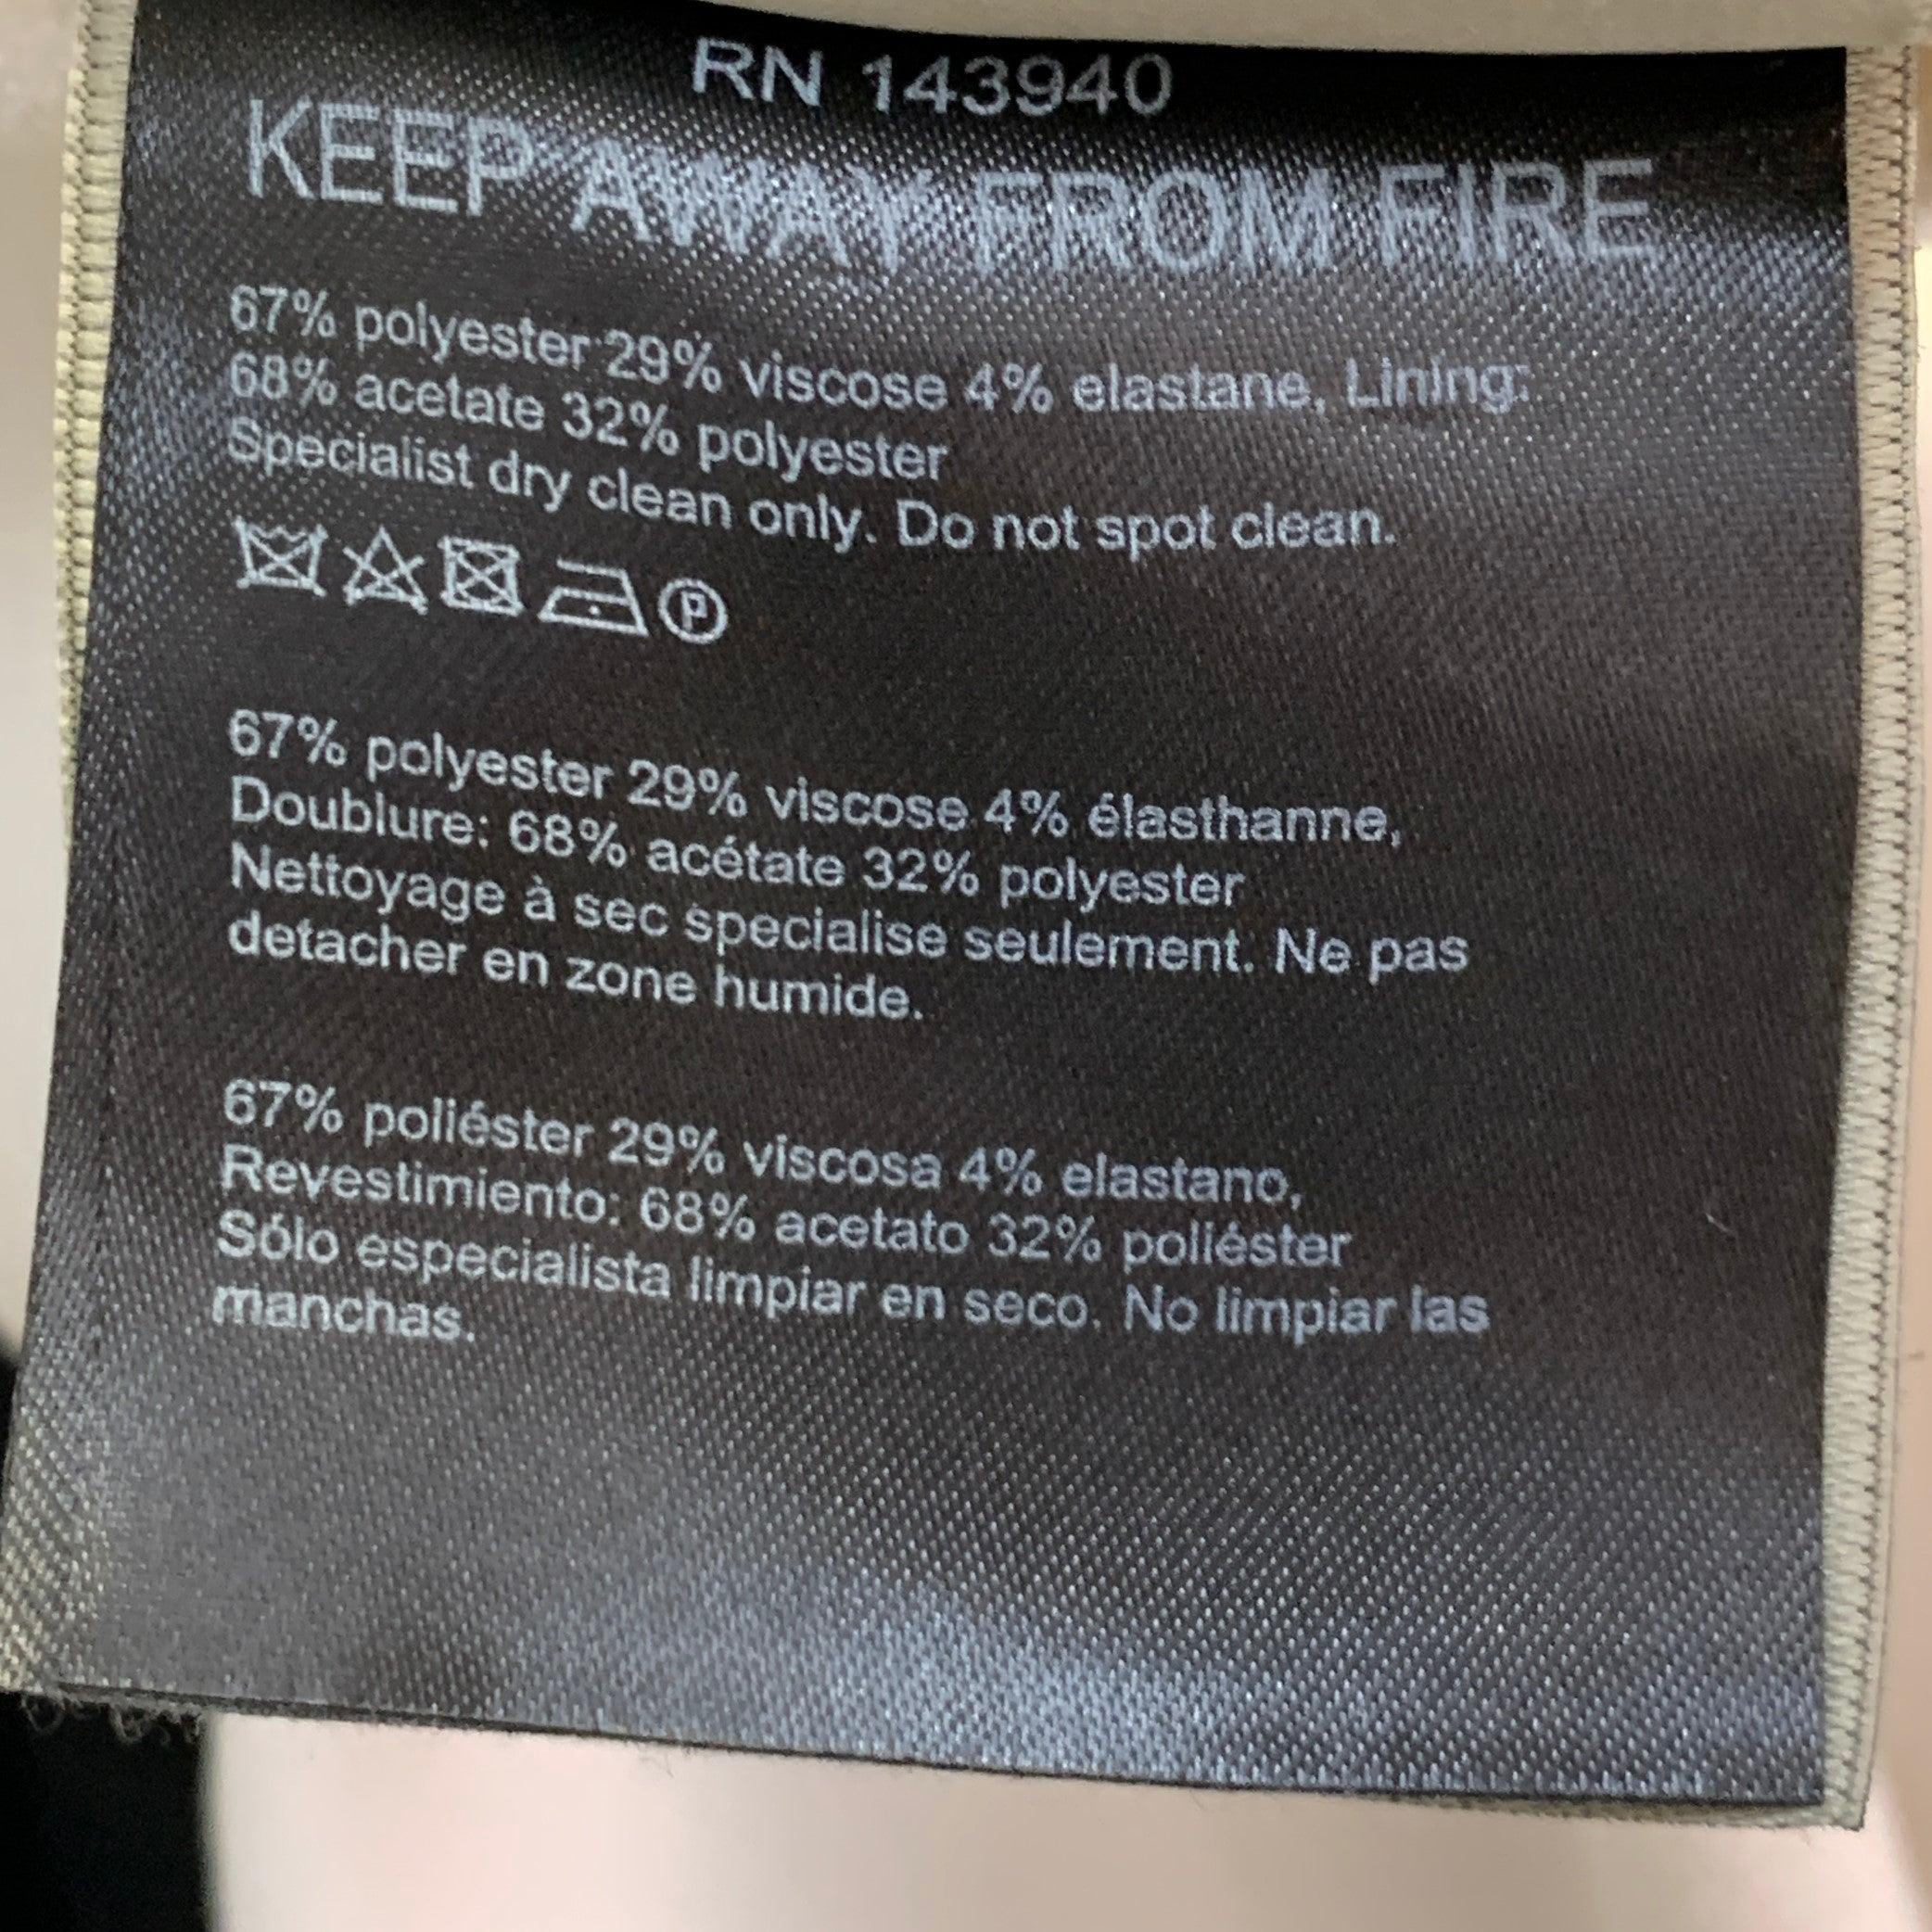 RN 143940
KEEP AWAY FROM FIRE
67% polyester 29% viscose 4% elastane, Lining:
68% acetate 32% polyester
Specialist dry clean only. Do not spot clean.
P
67% polyester 29% viscose 4% élasthanne,
Doublure: 68% acétate 32% polyester
Nettoyage à sec specialise seulement. Ne pas
detacher en zone humide.
67% poliéster 29% viscosa 4% elastano,
Revestimiento: 68% acetato 32% poliéster
Sólo especialista limpiar en seco. No limpiar las
manchas.